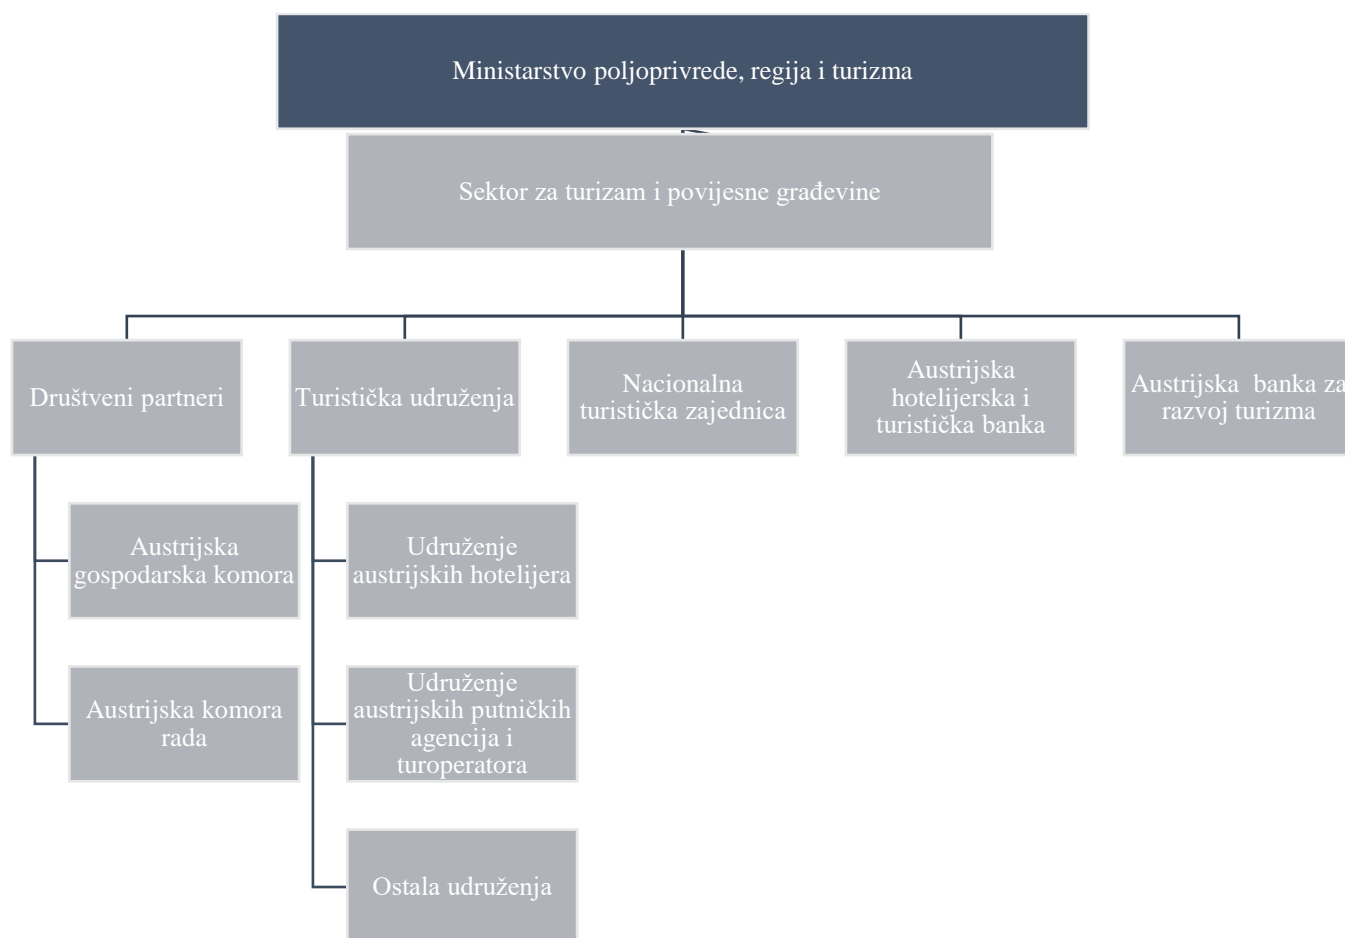 Ministarstvo poljoprivrede, regija i turizma
Sektor za turizam i povijesne građevine
Društveni partneri
Turistička udruženja
Nacionalna
turistička zajednica
Austrijska
hotelijerska i
turistička banka
Austrijska  banka za
razvoj turizma
Austrijska
gospodarska komora
Udruženje
austrijskih hotelijera
Austrijska komora
rada
Udruženje
austrijskih putničkih
agencija i
turoperatora
Ostala udruženja